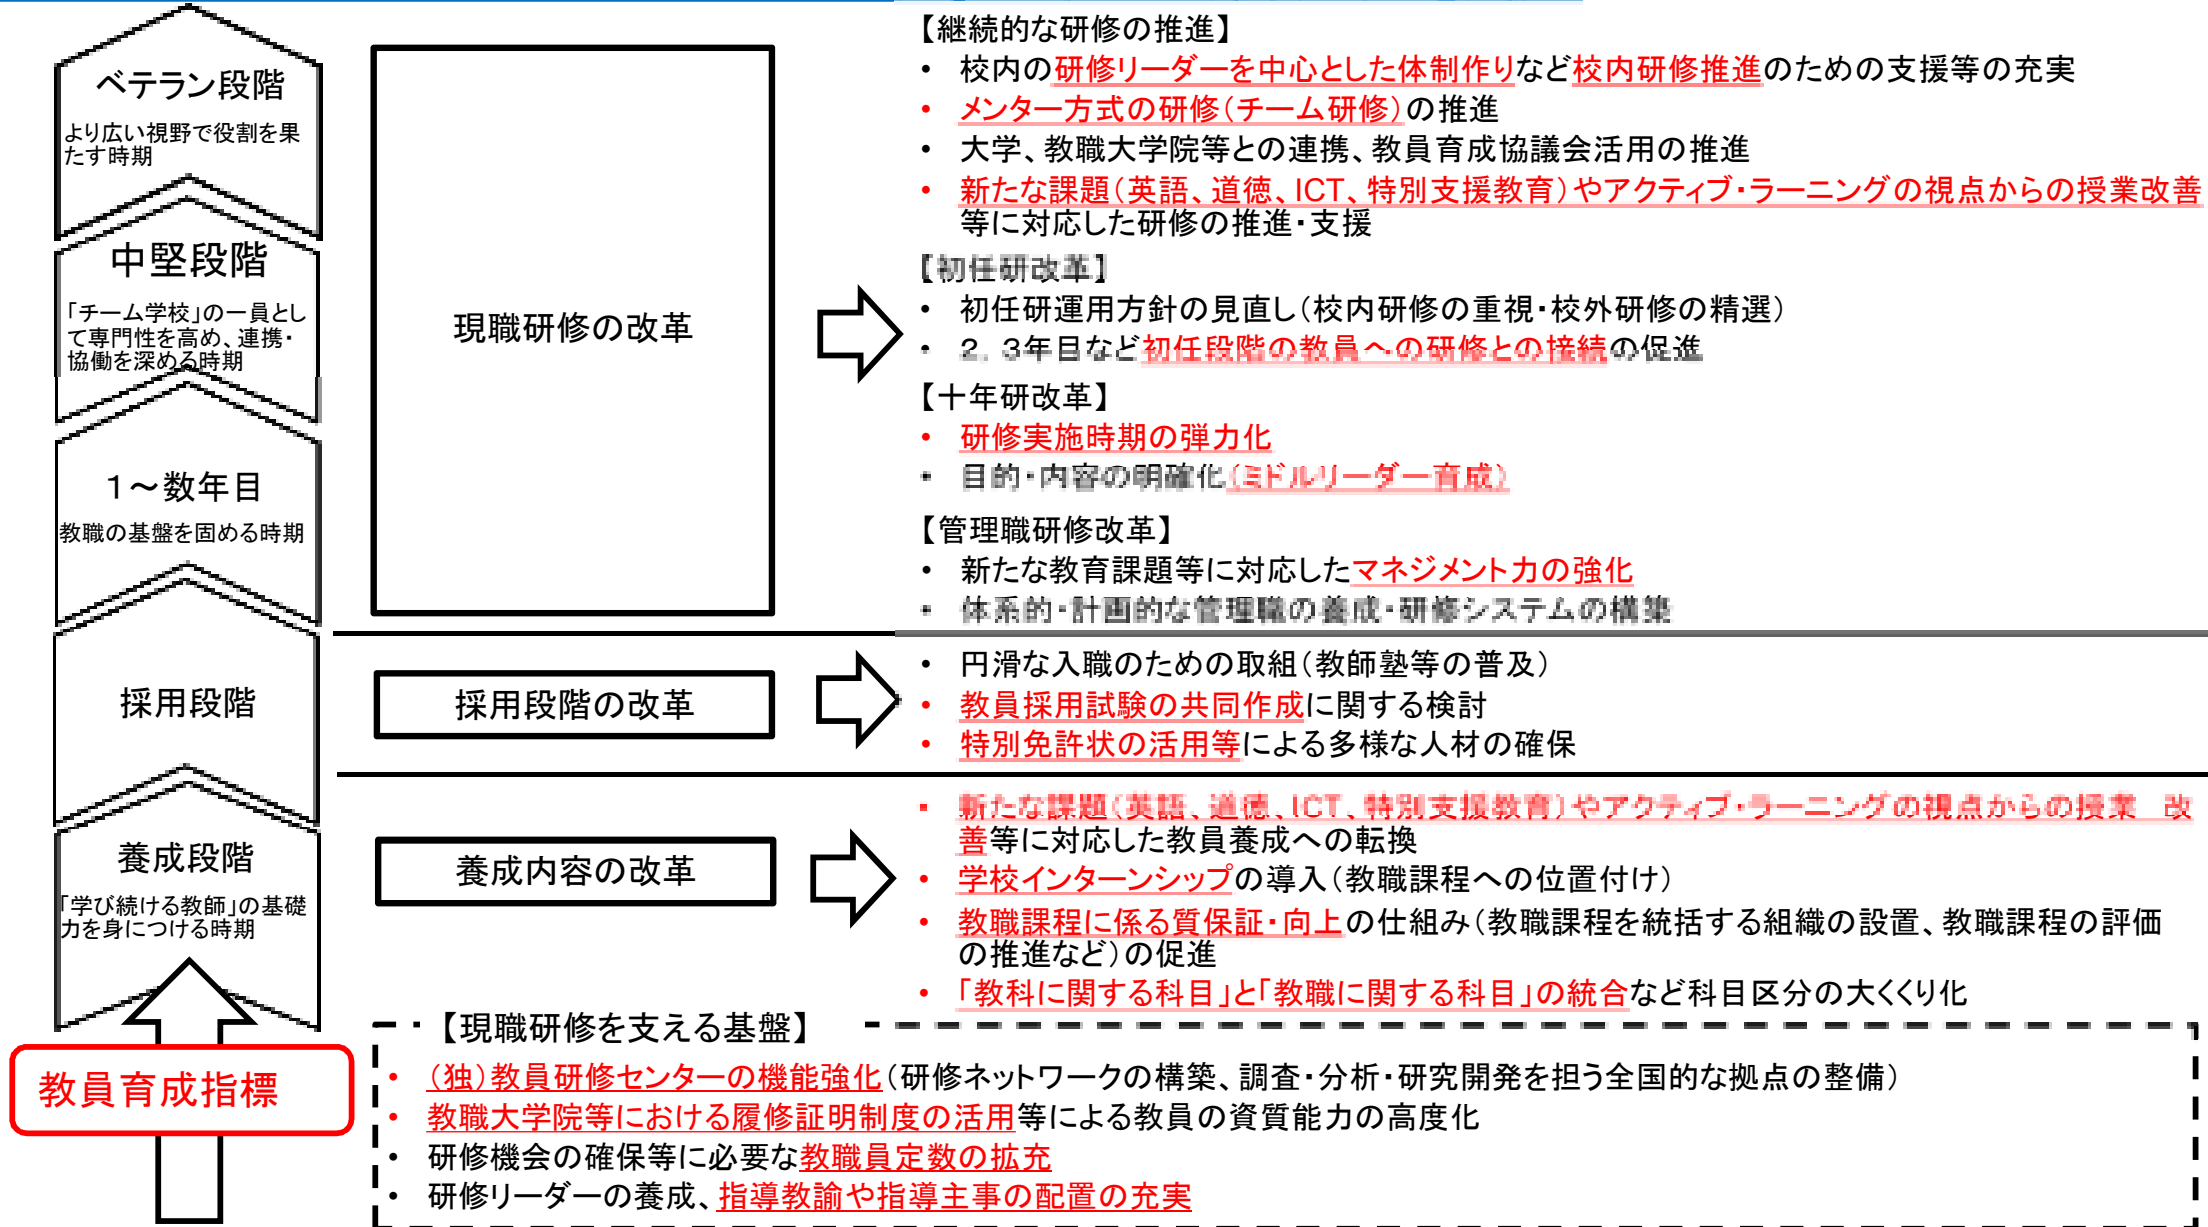 ベテラン段階
より広い視野で役割を果
たす時期
中堅段階
「チーム学校」の一員とし
て専門性を高め、連携・
協働を深める時期
1～数年目
教職の基盤を固める時期
採用段階
養成段階
「学び続ける教師」の基礎
力を身につける時期
教員育成指標
現職研修の改革
【継続的な研修の推進】
・ 校内の研修リーダーを中心とした体制作りなど校内研修推進のための支援等の充実
・ メンター方式の研修（チーム研修）の推進
・ 大学、教職大学院等との連携、教員育成協議会活用の推進
・ 新たな課題（英語、道徳、ICT、特別支援教育）やアクティブ・ラーニングの視点からの授業改善
等に対応した研修の推進・支援
【初任研改革】
・ 初任研運用方針の見直し（校内研修の重視・校外研修の精選）
・ 2，3年目など初任段階の教員への研修との接続の促進
【十年研改革】
・ 研修実施時期の弾力化
・ 目的・内容の明確化（ミドルリーダー育成）
【管理職研修改革】
・ 新たな教育課題等に対応したマネジメント力の強化
・ 体系的・計画的な管理職の養成・研修システムの構築
採用段階の改革
・ 円滑な入職のための取組（教師塾等の普及）
・ 教員採用試験の共同作成に関する検討
・ 特別免許状の活用等による多様な人材の確保
養成内容の改革
・ 新たな課題（英語、道徳、ICT、特別支援教育）やアクティブ・ラーニングの視点からの授業　改
善等に対応した教員養成への転換
・ 学校インターンシップの導入（教職課程への位置付け）
・ 教職課程に係る質保証・向上の仕組み（教職課程を統括する組織の設置、教職課程の評価
の推進など）の促進
・ 「教科に関する科目」と「教職に関する科目」の統合など科目区分の大くくり化
【現職研修を支える基盤】
・ （独）教員研修センターの機能強化（研修ネットワークの構築、調査・分析・研究開発を担う全国的な拠点の整備）
・ 教職大学院等における履修証明制度の活用等による教員の資質能力の高度化
・ 研修機会の確保等に必要な教職員定数の拡充
・ 研修リーダーの養成、指導教諭や指導主事の配置の充実